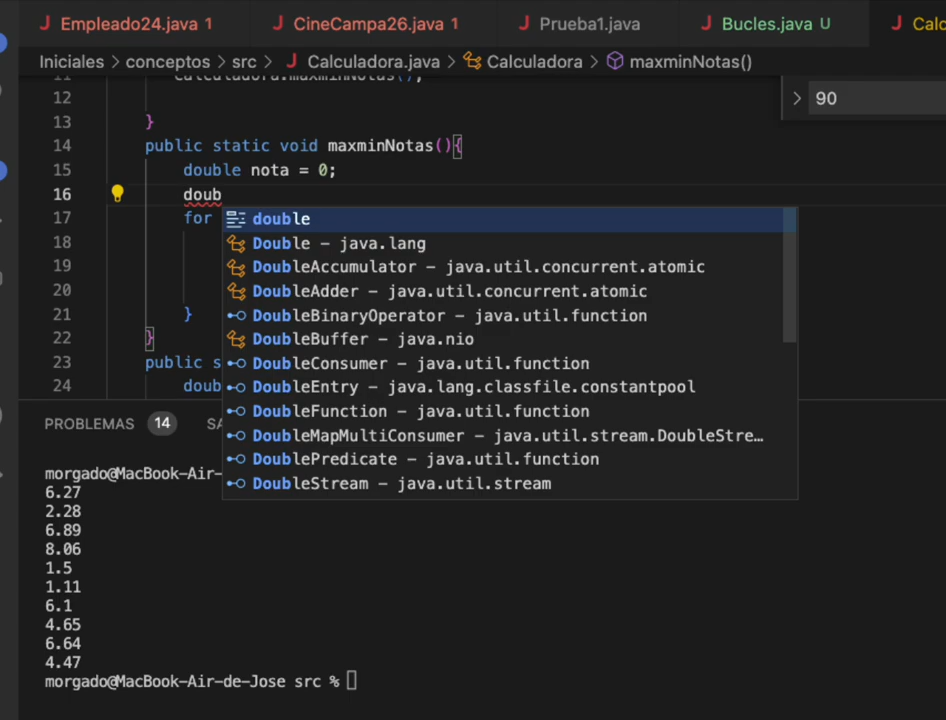 Empleado24.java 1 CineCampa26.java 1 Prueba1.java Bucles.java U Calc
Iniciales > conceptos > src > Calculadora.java > Calculadora > maxminNotas()
11 Calculadora.maxminNotas();
> 90
12
13 }
14 public static void maxminNotas(){
15 double nota = 0;
16 doub
17 for
18
19
20
21 }
22 }
23 public s
24 doub
double
Double – java.lang
DoubleAccumulator – java.util.concurrent.atomic
DoubleAdder – java.util.concurrent.atomic
DoubleBinaryOperator – java.util.function
DoubleBuffer – java.nio
DoubleConsumer – java.util.function
DoubleEntry – java.lang.classfile.constantpool
DoubleFunction – java.util.function
DoubleMapMultiConsumer – java.util.stream.DoubleStre…
DoublePredicate – java.util.function
DoubleStream – java.util.stream
PROBLEMAS 14 SA
morgado@MacBook-Air-
6.27
2.28
6.89
8.06
1.5
1.11
6.1
4.65
6.64
4.47
morgado@MacBook-Air-de-Jose src %